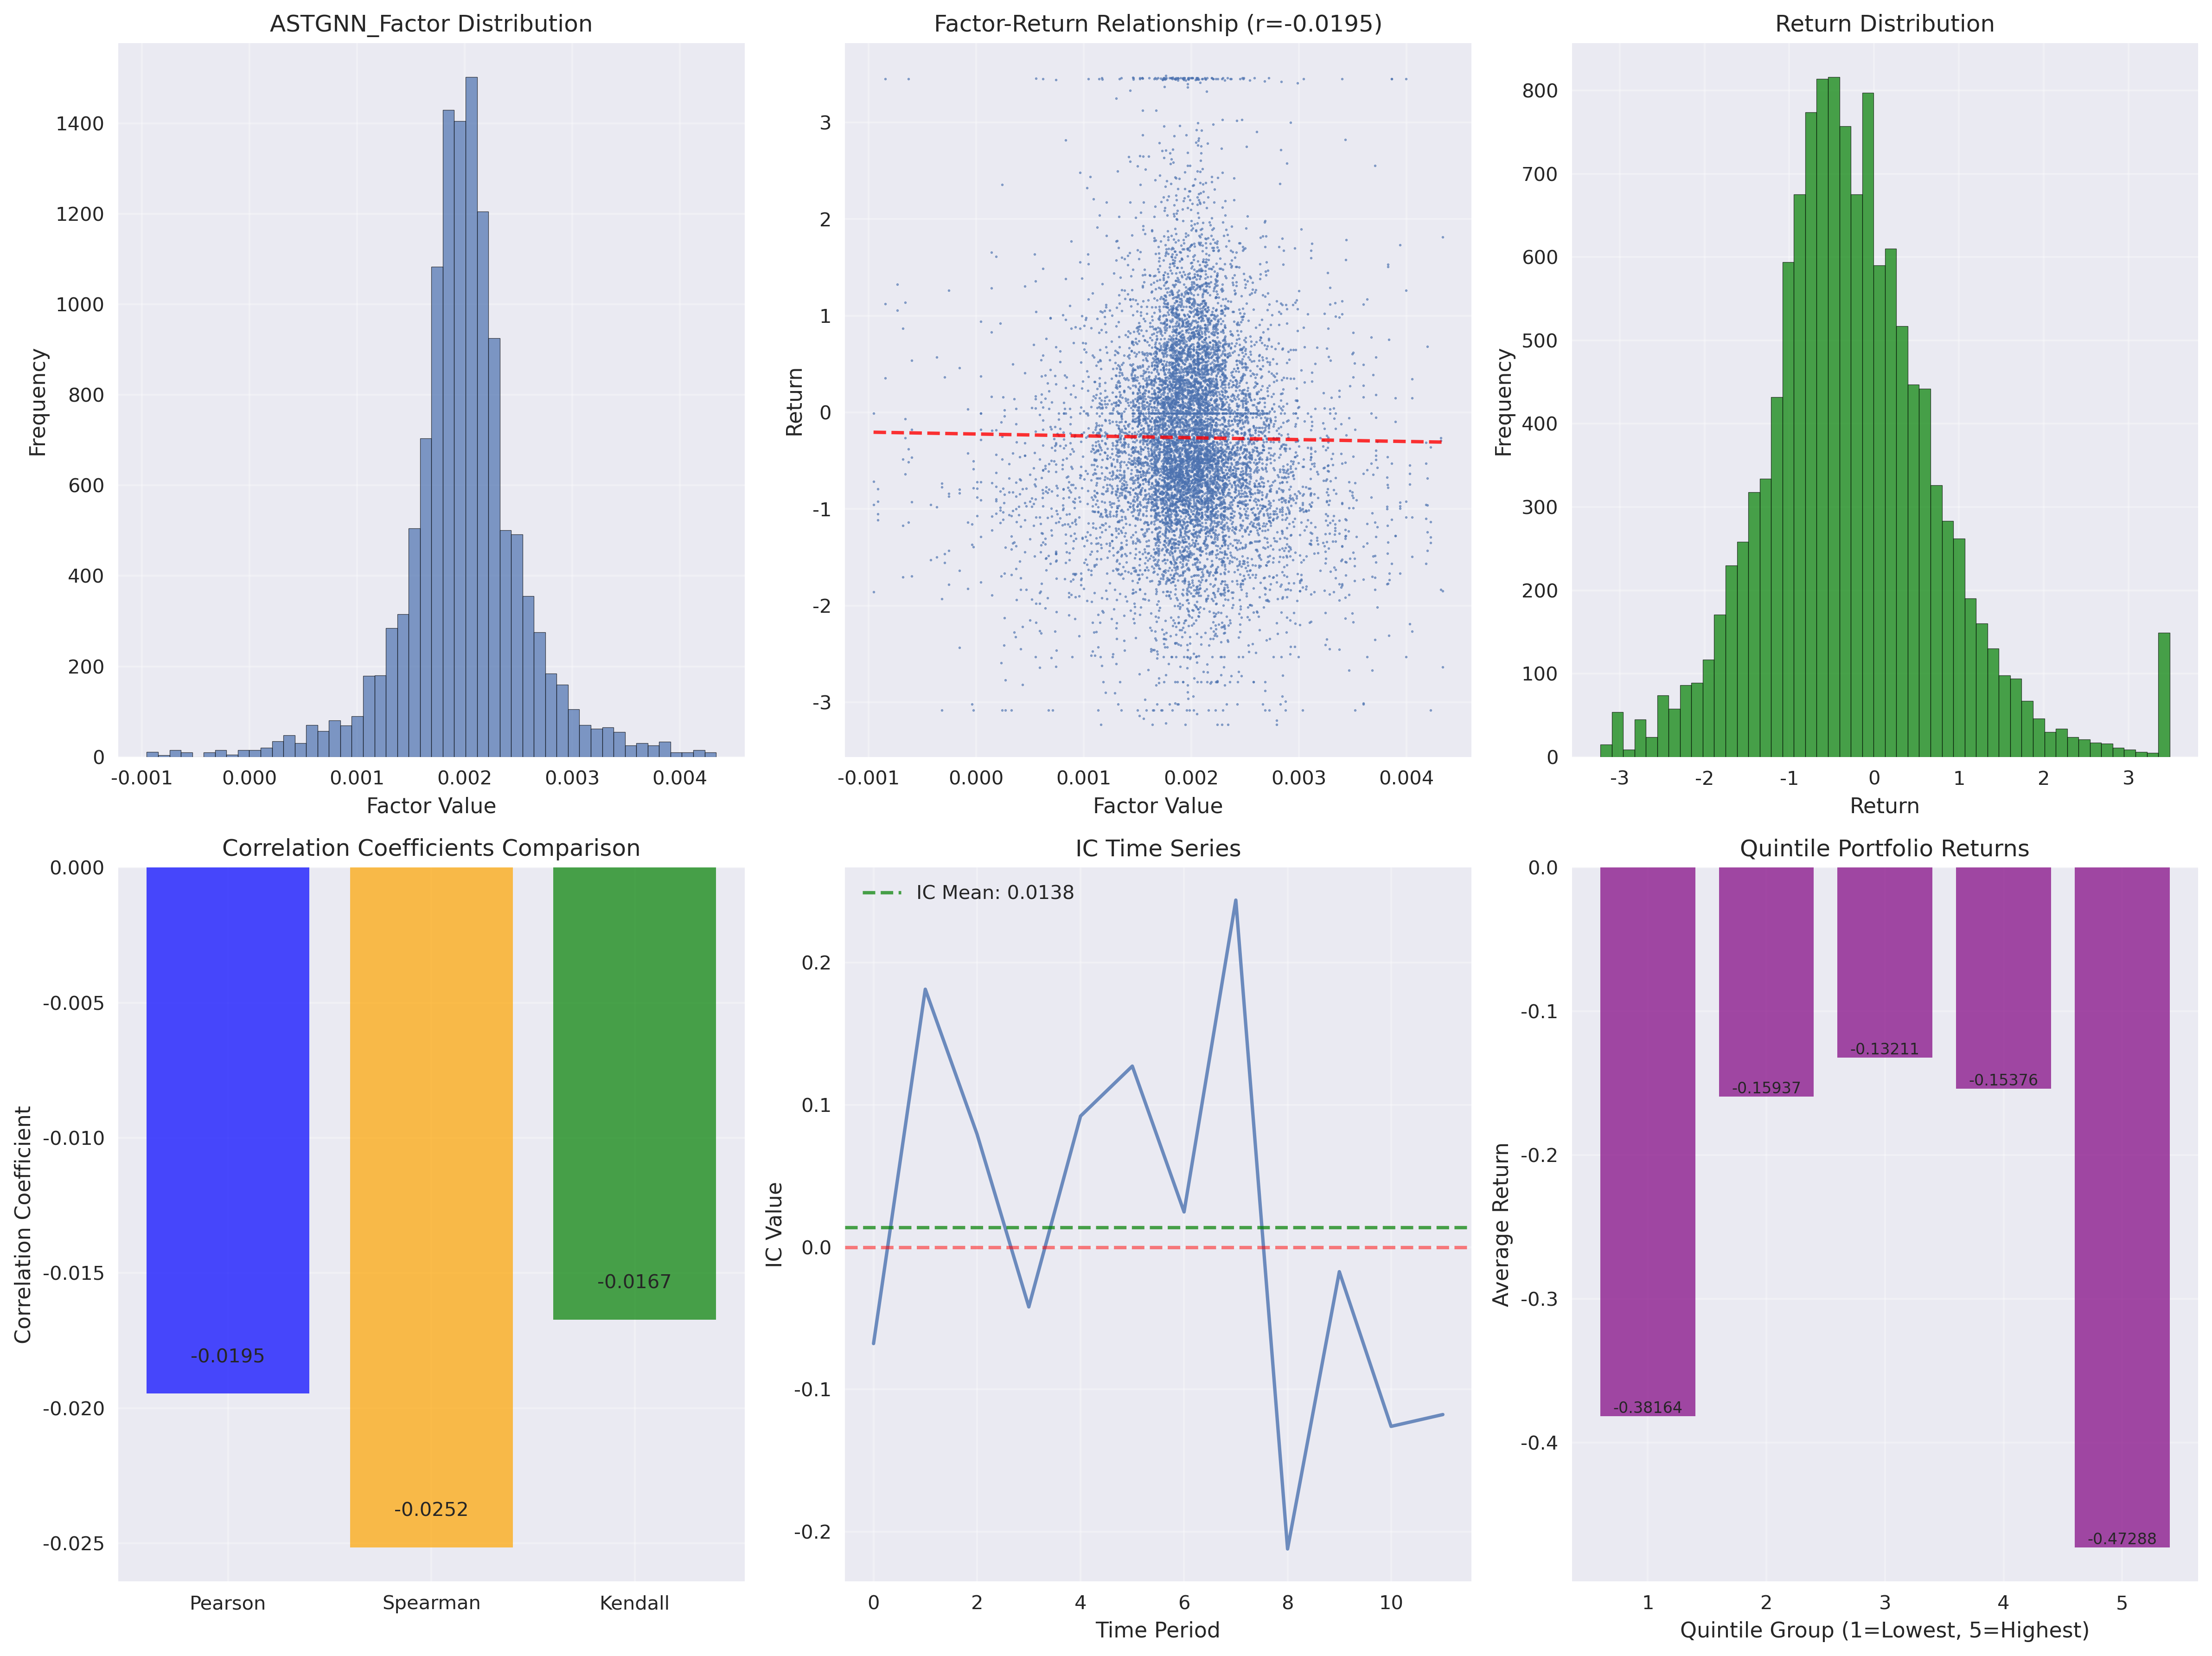 ASTGNN_Factor Distribution
Frequency
1400
1200
1000
800
600
400
200
0
-0.001 0.000 0.001 0.002 0.003 0.004
Factor Value
Factor-Return Relationship (r=-0.0195)
Return
3
2
1
0
-1
-2
-3
-0.001 0.000 0.001 0.002 0.003 0.004
Factor Value
Return Distribution
Frequency
800
700
600
500
400
300
200
100
0
-3 -2 -1 0 1 2 3
Return
Correlation Coefficients Comparison
Correlation Coefficient
0.000
-0.005
-0.010
-0.015
-0.020
-0.025
-0.0195
-0.0252
-0.0167
Pearson Spearman Kendall
IC Time Series
IC Value
IC Mean: 0.0138
0.2
0.1
0.0
-0.1
-0.2
0 2 4 6 8 10
Time Period
Quintile Portfolio Returns
Average Return
0.0
-0.1
-0.2
-0.3
-0.4
-0.38164
-0.15937
-0.13211
-0.15376
-0.47288
1 2 3 4 5
Quintile Group (1=Lowest, 5=Highest)